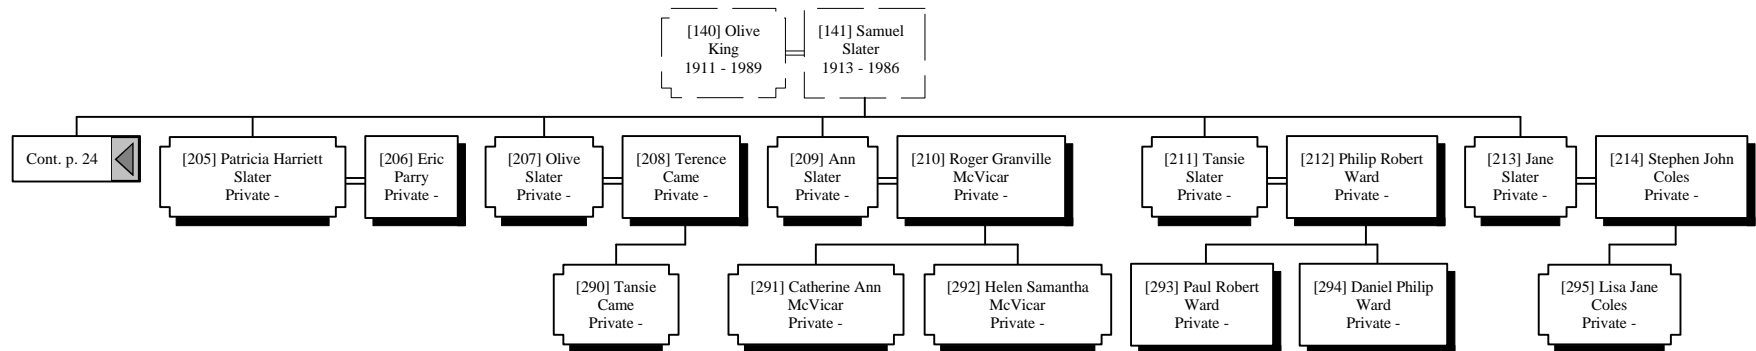 [140] Olive
King
1911 - 1989
[141] Samuel
Slater
1913 - 1986
Cont. p. 24
[205] Patricia Harriett
Slater
Private -
[206] Eric
Parry
Private -
[207] Olive
Slater
Private -
[208] Terence
Came
Private -
[209] Ann
Slater
Private -
[210] Roger Granville
McVicar
Private -
[211] Tansie
Slater
Private -
[212] Philip Robert
Ward
Private -
[213] Jane
Slater
Private -
[214] Stephen John
Coles
Private -
[290] Tansie
Came
Private -
[291] Catherine Ann
McVicar
Private -
[292] Helen Samantha
McVicar
Private -
[293] Paul Robert
Ward
Private -
[294] Daniel Philip
Ward
Private -
[295] Lisa Jane
Coles
Private -